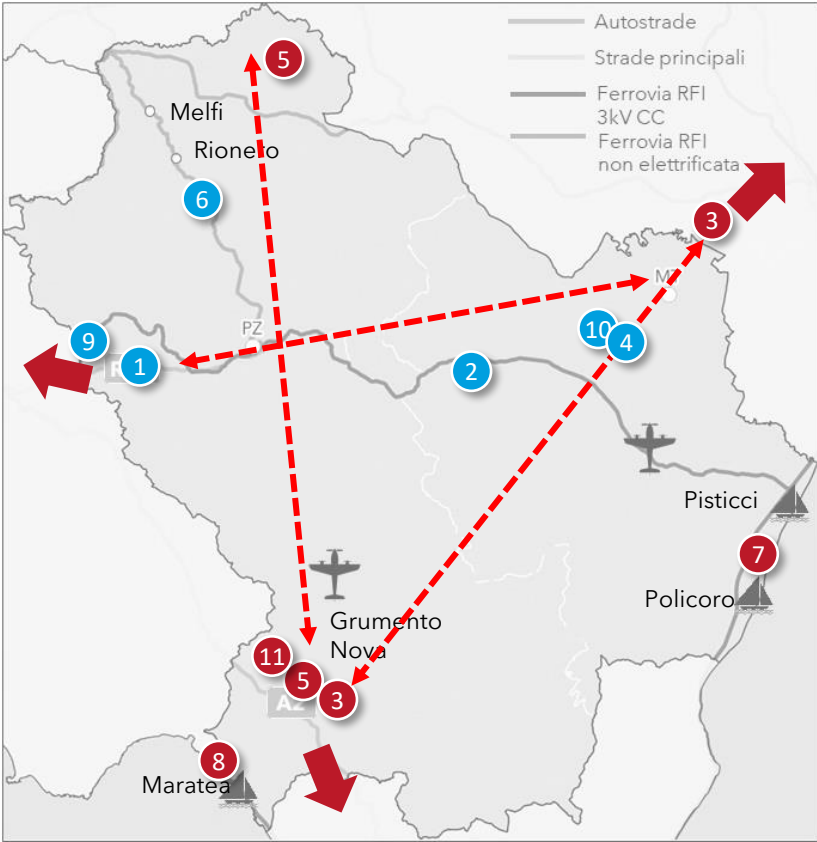 Autostrade
Strade principali
Ferrovia RFI
3kV CC
Ferrovia RFI
non elettrificata
5
Melfi
Rionero
6
3
MT
PZ
10
4
9
1
2
Pisticci
7
Policoro
Grumento
Nova
11
5
3
8
Maratea